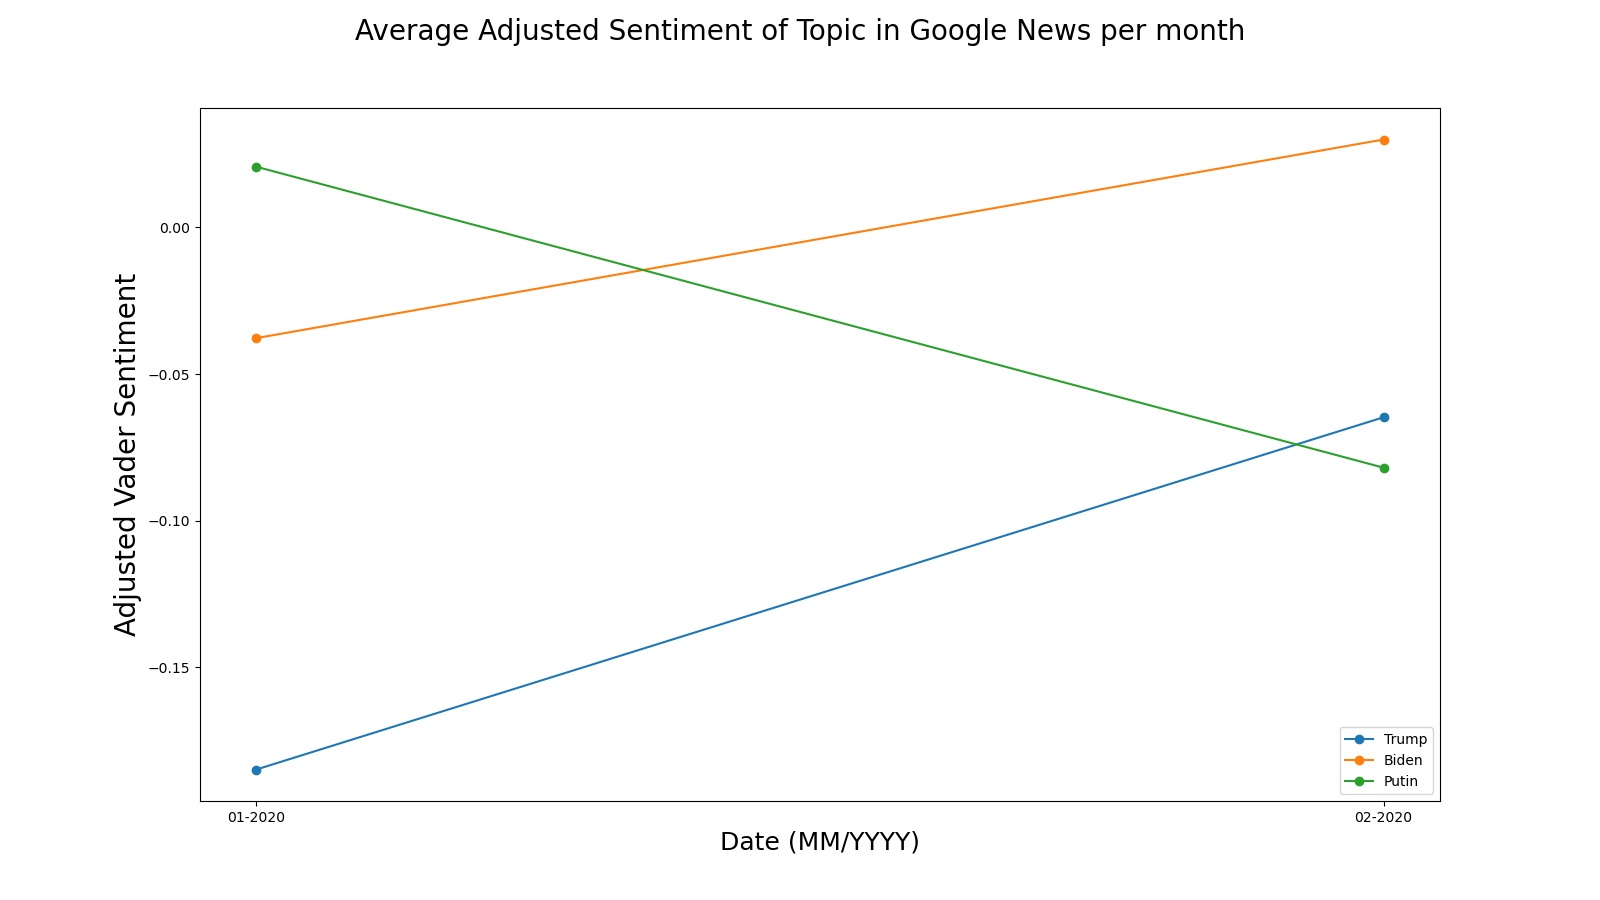 Average Adjusted Sentiment of Topic in Google News per month
Adjusted Vader Sentiment
0.00
−0.05
−0.10
−0.15
01-2020
02-2020
Date (MM/YYYY)
Trump
Biden
Putin